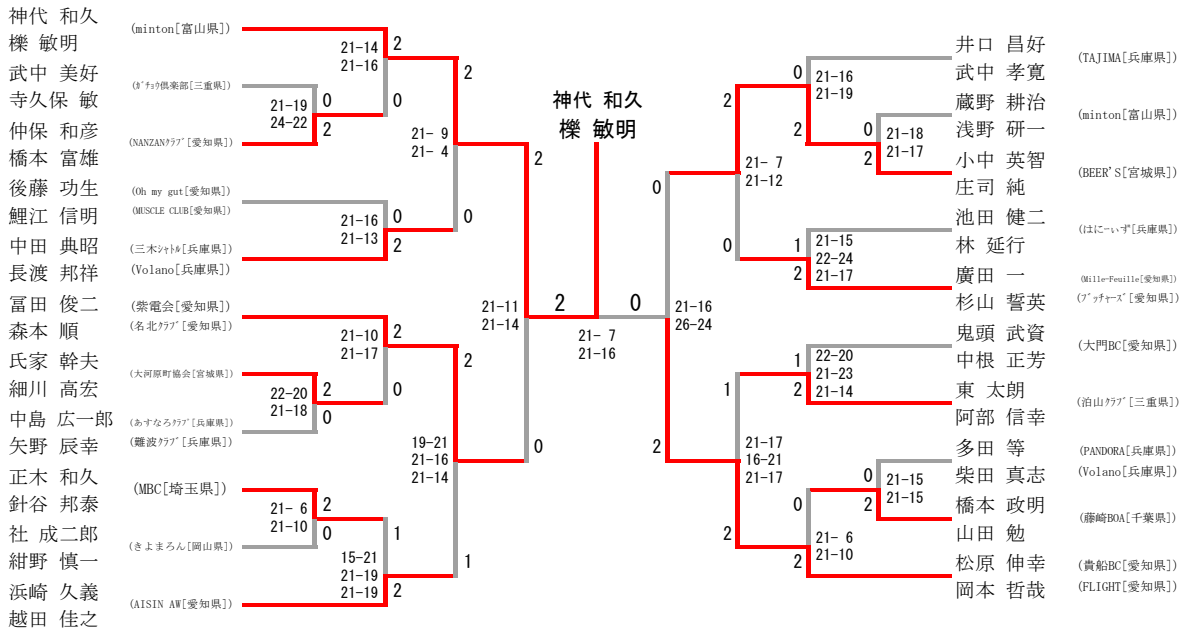 神代 和久
櫟 敏明
(minton[富山県])
武中 美好
寺久保 敏
(ｶﾞﾁｮｳ倶楽部[三重県])
仲保 和彦
橋本 富雄
(NANZANｸﾗﾌﾞ[愛知県])
後藤 功生
(Oh my gut[愛知県])
鯉江 信明
(MUSCLE CLUB[愛知県])
中田 典昭
(三木ｼｬﾄﾙ[兵庫県])
長渡 邦祥
(Volano[兵庫県])
冨田 俊二
(紫電会[愛知県])
森本 順
(名北ｸﾗﾌﾞ[愛知県])
氏家 幹夫
細川 高宏
(大河原町協会[宮城県])
中島 広一郎
(あすなろｸﾗﾌﾞ[兵庫県])
矢野 辰幸
(難波ｸﾗﾌﾞ[兵庫県])
正木 和久
針谷 邦泰
(MBC[埼玉県])
社 成二郎
紺野 慎一
(きよまろん[岡山県])
浜崎 久義
越田 佳之
(AISIN AW[愛知県])
21-14
21-16
2
0
21-19
24-22
0
2
21- 9
21- 4
2
0
21-16
21-13
0
2
21-11
21-14
2
0
21-10
21-17
2
0
22-20
21-18
2
0
19-21
21-16
21-14
2
1
21- 6
21-10
2
0
15-21
21-19
21-19
1
2
神代 和久
櫟 敏明
2
0
21- 7
21-16
21-16
26-24
0
2
21- 7
21-12
2
0
21-16
21-19
0
2
21-18
21-17
0
2
21-15
22-24
21-17
1
2
21-17
16-21
21-17
1
2
22-20
21-23
21-14
1
2
21-15
21-15
0
2
21- 6
21-10
0
2
井口 昌好
武中 孝寛
(TAJIMA[兵庫県])
蔵野 耕治
浅野 研一
(minton[富山県])
小中 英智
庄司 純
(BEER'S[宮城県])
池田 健二
林 延行
(はにーぃず[兵庫県])
廣田 一
(Mille-Feuille[愛知県])
杉山 誓英
(ﾌﾞｯﾁｬｰｽﾞ[愛知県])
鬼頭 武資
中根 正芳
(大門BC[愛知県])
東 太朗
阿部 信幸
(泊山ｸﾗﾌﾞ[三重県])
多田 等
(PANDORA[兵庫県])
柴田 真志
(Volano[兵庫県])
橋本 政明
山田 勉
(藤崎BOA[千葉県])
松原 伸幸
(貴船BC[愛知県])
岡本 哲哉
(FLIGHT[愛知県])